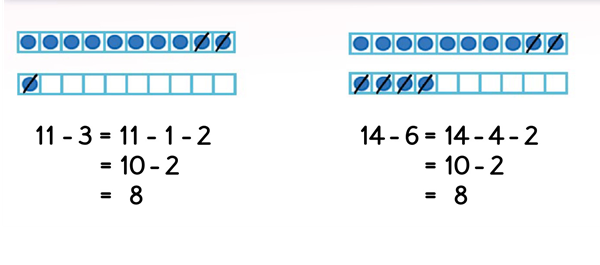 11 - 3 = 11 - 1 - 2
= 10 - 2
= 8
14 - 6 = 14 - 4 - 2
= 10 - 2
= 8